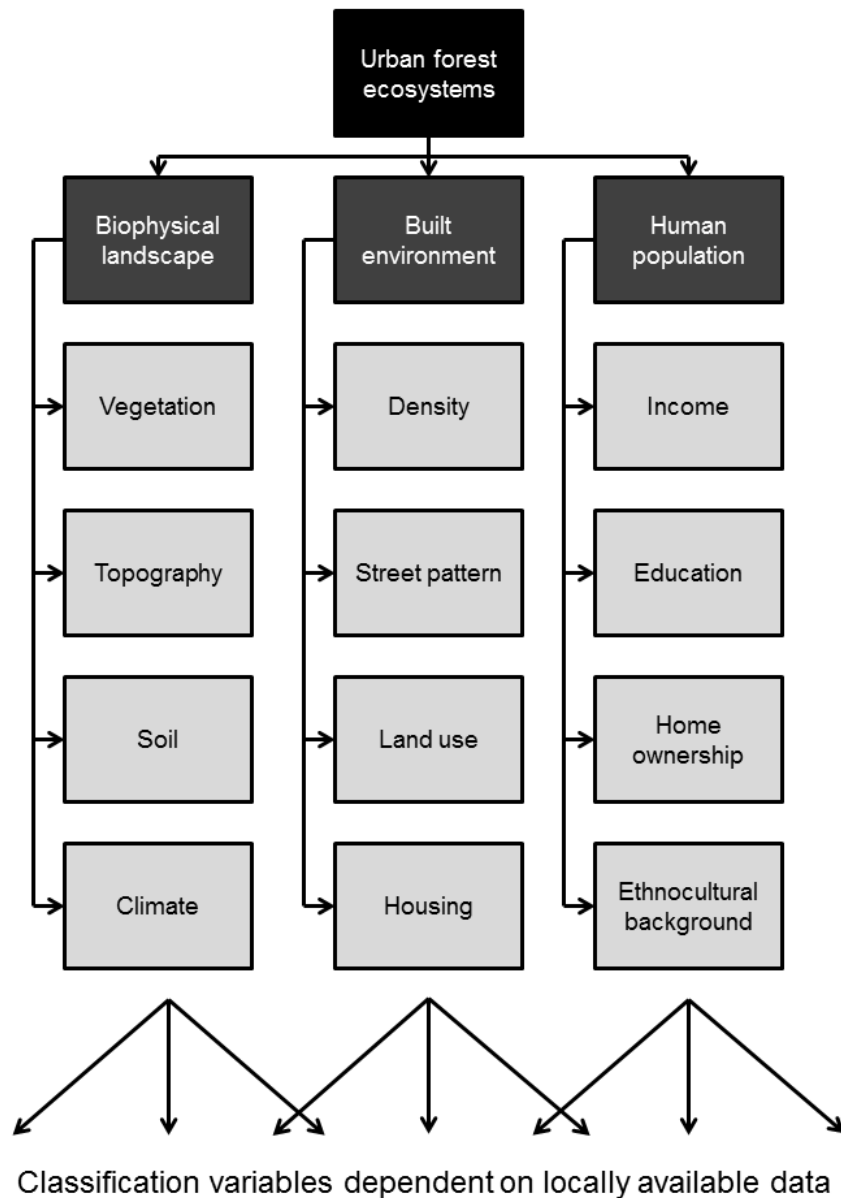 Urban forest
ecosystems
Biophysical
landscape
Built
environment
Human
population
Vegetation
Density
Income
Topography
Street pattern
Education
Soil
Land use
Home
ownership
Climate
Housing
Ethnocultural
background
Classification variables dependent on locally available data